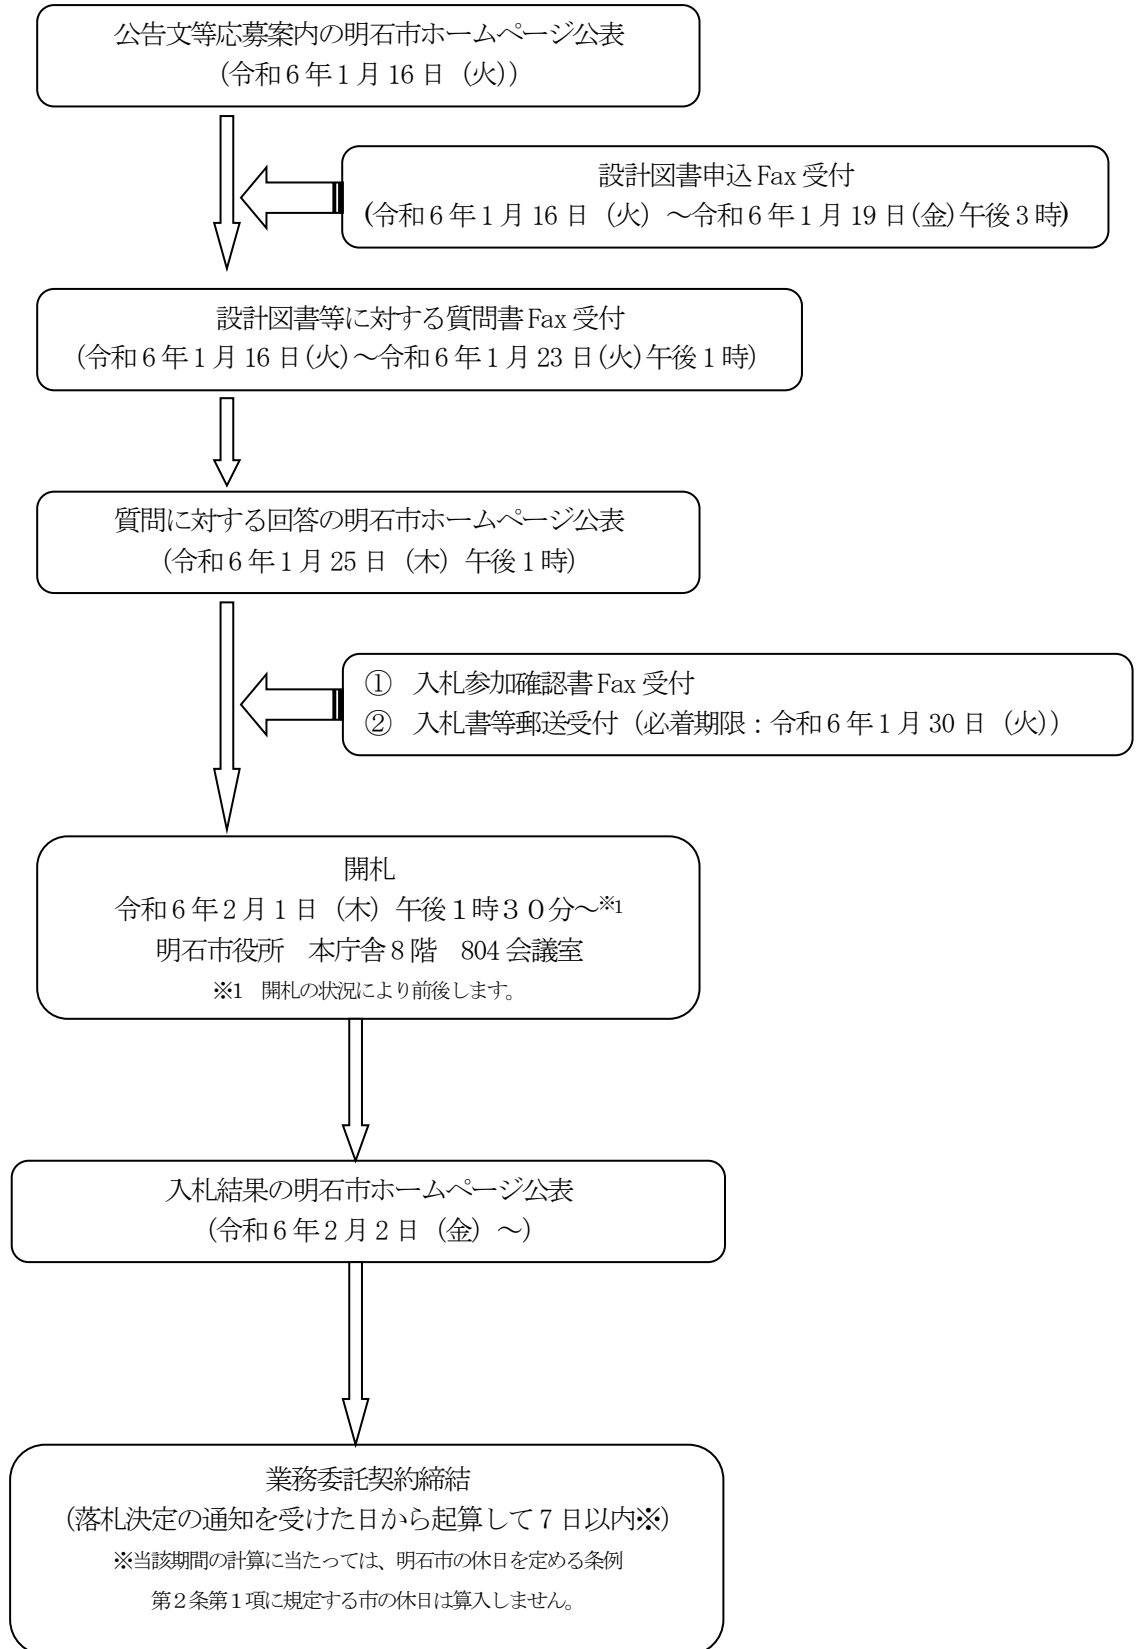 公告文等応募案内の明石市ホームページ公表
(令和6年1月16日（火）)
設計図書申込Fax受付
(令和6年1月16日（火）～令和6年1月19日(金)午後3時)
設計図書等に対する質問書Fax受付
(令和6年1月16日(火)～令和6年1月23日(火)午後1時)
質問に対する回答の明石市ホームページ公表
(令和6年1月25日（木）午後1時)
①　入札参加確認書Fax受付
②　入札書等郵送受付（必着期限：令和6年1月30日（火））
開札
令和6年2月1日（木）午後1時３０分～※1
明石市役所　本庁舎8階　804会議室
※1　開札の状況により前後します。
入札結果の明石市ホームページ公表
(令和6年2月2日（金）～)
業務委託契約締結
(落札決定の通知を受けた日から起算して7日以内※)
※当該期間の計算に当たっては、明石市の休日を定める条例
第2条第1項に規定する市の休日は算入しません。